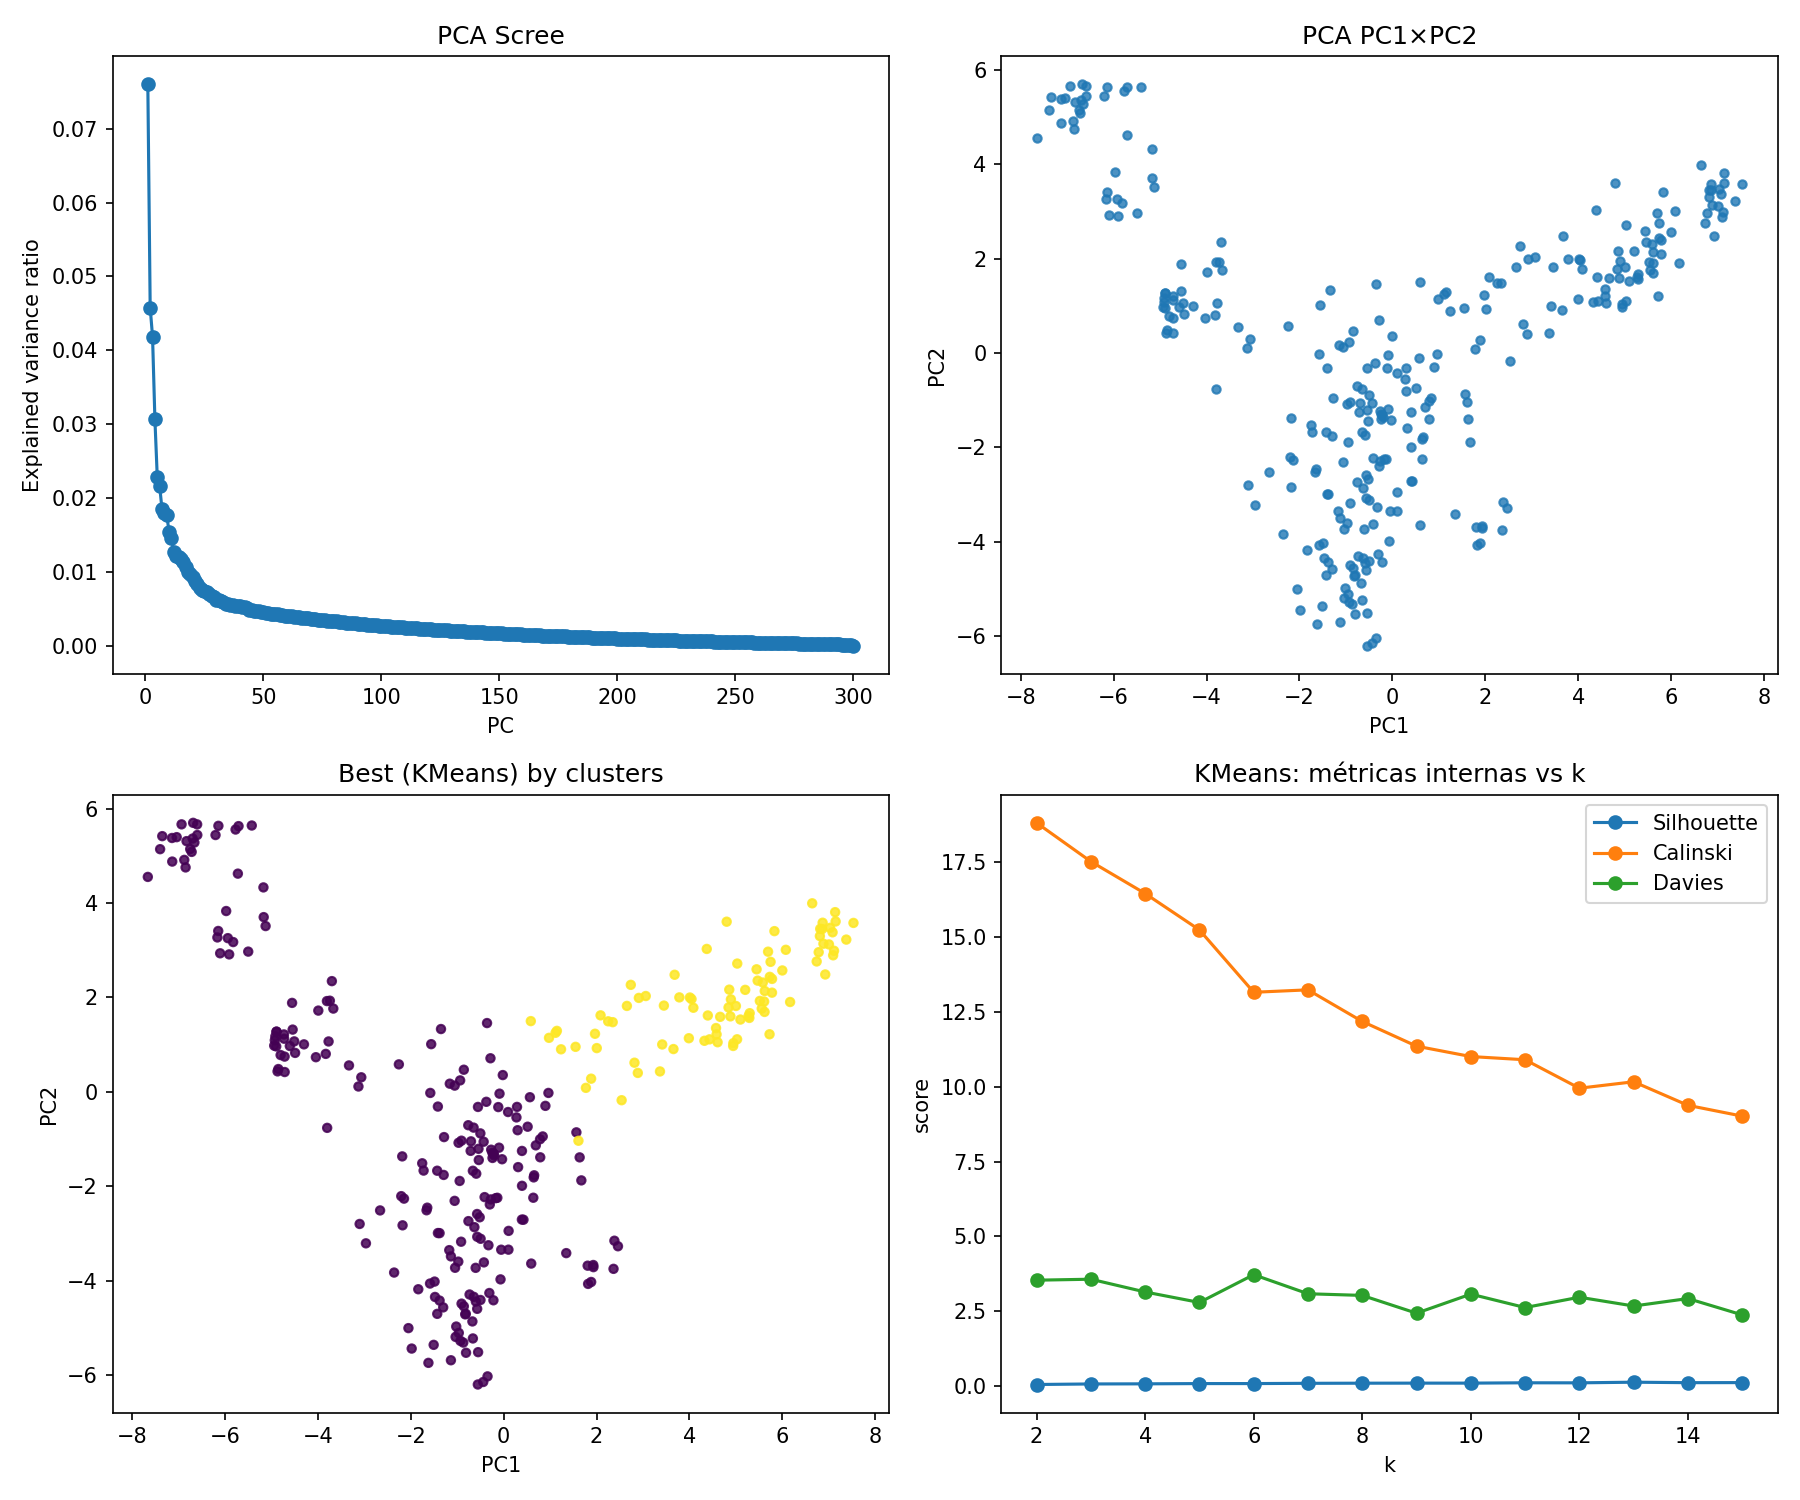 PCA Scree
Explained variance ratio
0.07
0.06
0.05
0.04
0.03
0.02
0.01
0.00
0 50 100 150 200 250 300
PC
PCA PC1×PC2
PC2
6
4
2
0
−2
−4
−6
−8 −6 −4 −2 0 2 4 6 8
PC1
Best (KMeans) by clusters
PC2
6
4
2
0
−2
−4
−6
−8 −6 −4 −2 0 2 4 6 8
PC1
KMeans: métricas internas vs k
Silhouette
Calinski
Davies
score
17.5
15.0
12.5
10.0
7.5
5.0
2.5
0.0
2 4 6 8 10 12 14
k